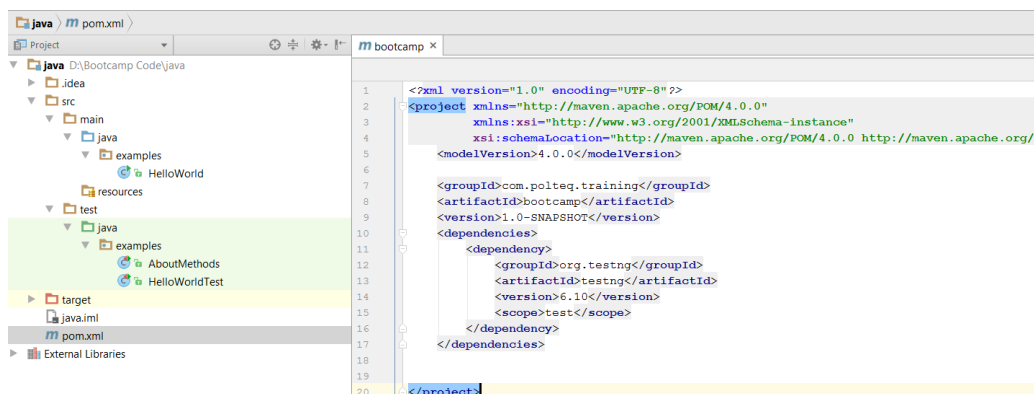 java
m pom.xml
Project
m bootcamp ×
java D:\Bootcamp Code\java
.idea
src
main
java
examples
HelloWorld
resources
test
java
examples
AboutMethods
HelloWorldTest
target
java.iml
m pom.xml
External Libraries
1 <?xml version="1.0" encoding="UTF-8"?>
2 <project xmlns="http://maven.apache.org/POM/4.0.0"
3 xmlns:xsi="http://www.w3.org/2001/XMLSchema-instance"
4 xsi:schemaLocation="http://maven.apache.org/POM/4.0.0 http://maven.apache.org/
5 <modelVersion>4.0.0</modelVersion>
6
7 <groupId>com.polteq.training</groupId>
8 <artifactId>bootcamp</artifactId>
9 <version>1.0-SNAPSHOT</version>
10 <dependencies>
11 <dependency>
12 <groupId>org.testng</groupId>
13 <artifactId>testng</artifactId>
14 <version>6.10</version>
15 <scope>test</scope>
16 </dependency>
17 </dependencies>
18
19
20 </project>